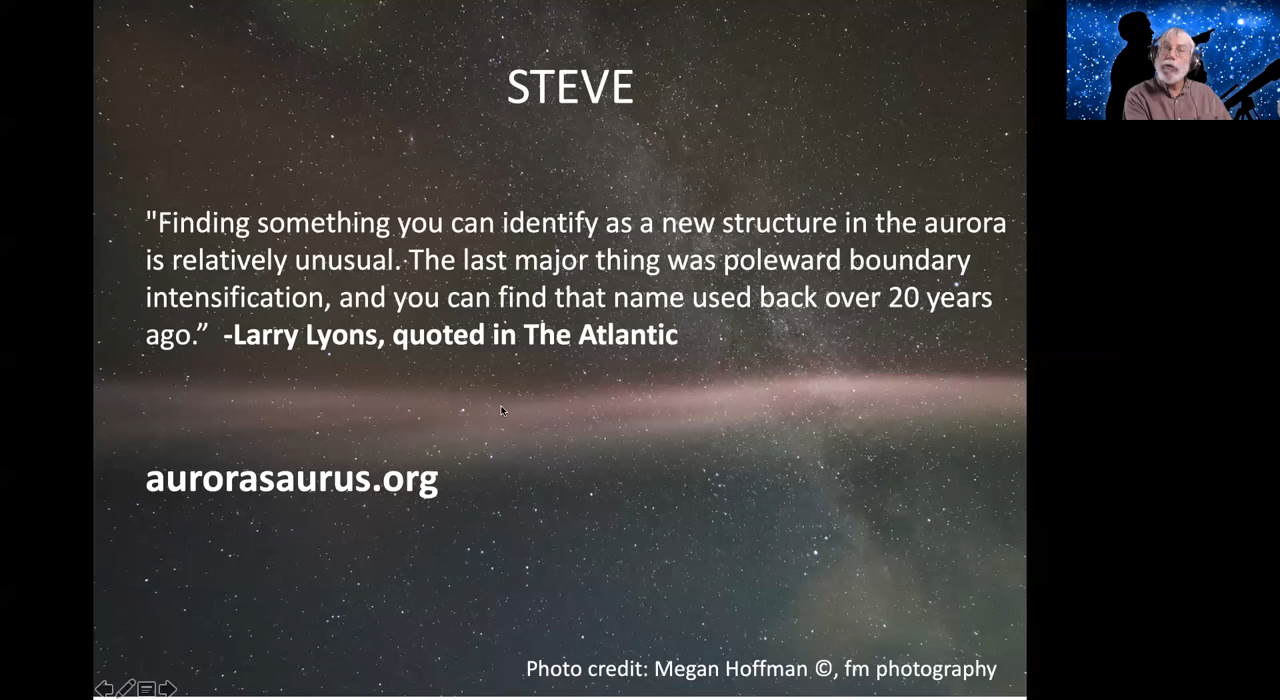 STEVE
"Finding something you can identify as a new structure in the aurora
is relatively unusual. The last major thing was poleward boundary
intensification, and you can find that name used back over 20 years
ago.” -Larry Lyons, quoted in The Atlantic
aurorasaurus.org
Photo credit: Megan Hoffman ©, fm photography